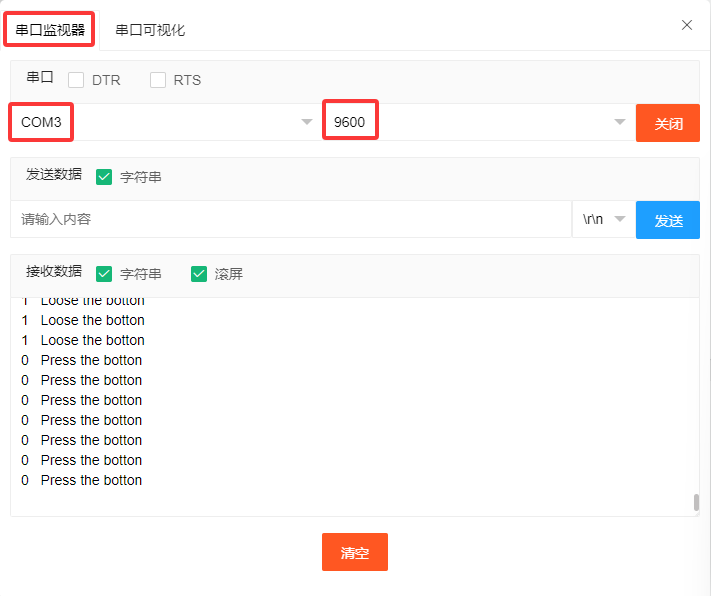 串口监视器 串口可视化
串口 DTR RTS
COM3 9600 关闭
发送数据 字符串
请输入内容 \r\n 发送
接收数据 字符串 滚屏
1 Loose the botton
1 Loose the botton
1 Loose the botton
0 Press the botton
0 Press the botton
0 Press the botton
0 Press the botton
0 Press the botton
0 Press the botton
0 Press the botton
清空